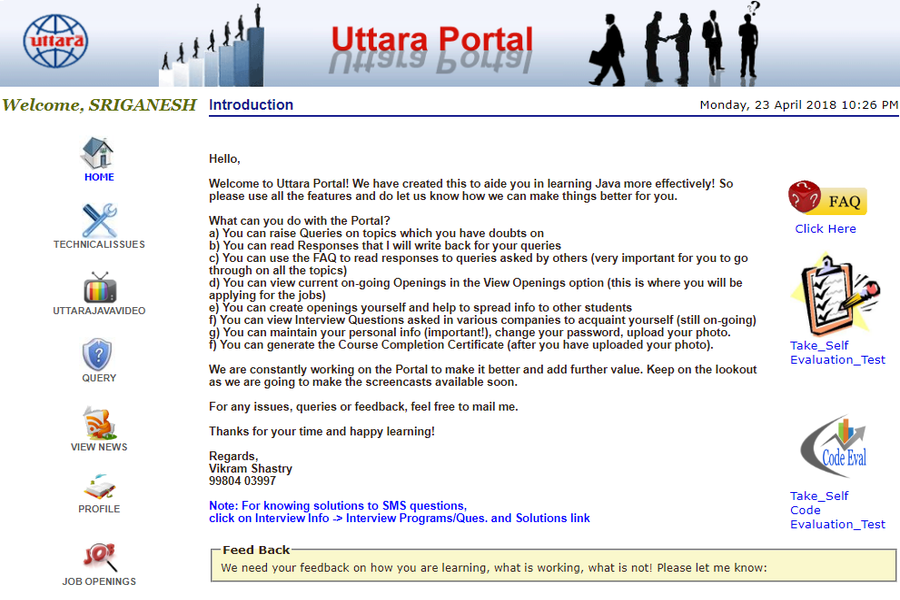 uttara
Uttara Portal
Welcome, SRIGANESH
Introduction
Monday, 23 April 2018 10:26 PM
HOME
TECHNICALISSUES
UTTARAJAVAVIDEO
QUERY
VIEW NEWS
PROFILE
JOBS
JOB OPENINGS
Hello,
Welcome to Uttara Portal! We have created this to aide you in learning Java more effectively! So
please use all the features and do let us know how we can make things better for you.
What can you do with the Portal?
a) You can raise Queries on topics which you have doubts on
b) You can read Responses that I will write back for your queries
c) You can use the FAQ to read responses to queries asked by others (very important for you to go
through on all the topics)
d) You can view current on-going Openings in the View Openings option (this is where you will be
applying for the jobs)
e) You can create openings yourself and help to spread info to other students
f) You can view Interview Questions asked in various companies to acquaint yourself (still on-going)
g) You can maintain your personal info (important!), change your password, upload your photo.
f) You can generate the Course Completion Certificate (after you have uploaded your photo).
We are constantly working on the Portal to make it better and add further value. Keep on the lookout
as we are going to make the screencasts available soon.
For any issues, queries or feedback, feel free to mail me.
Thanks for your time and happy learning!
Regards,
Vikram Shastry
99804 03997
Note: For knowing solutions to SMS questions,
click on Interview Info -> Interview Programs/Ques. and Solutions link
Feed Back
We need your feedback on how you are learning, what is working, what is not! Please let me know:
FAQ
Click Here
Take_Self
Evaluation_Test
Code Eval
Take_Self
Code
Evaluation_Test